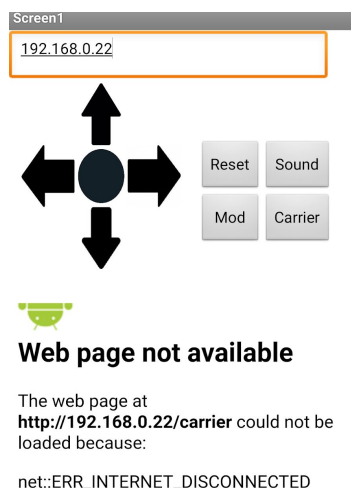 Screen1
192.168.0.22
Reset Sound
Mod Carrier
Web page not available
The web page at
http://192.168.0.22/carrier could not be
loaded because:
net::ERR_INTERNET_DISCONNECTED